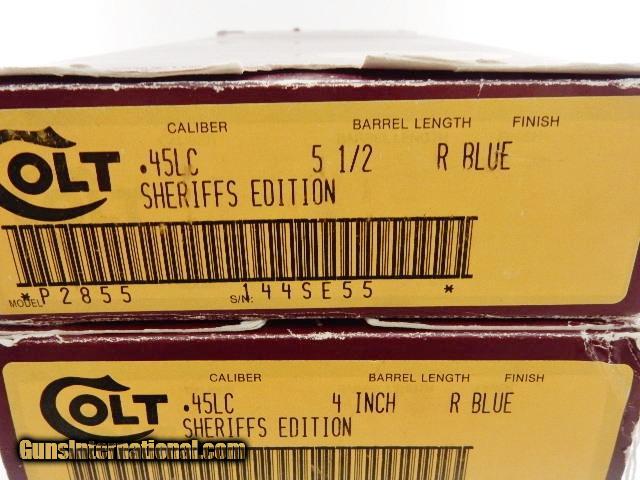 CALIBER BARREL LENGTH FINISH
COLT .45LC 5 1/2 R BLUE
SHERIFFS EDITION
*P2855 144SE55 *
MODEL S/N:
CALIBER BARREL LENGTH FINISH
COLT .45LC 4 INCH R BLUE
SHERIFFS EDITION
GunsInternational.com